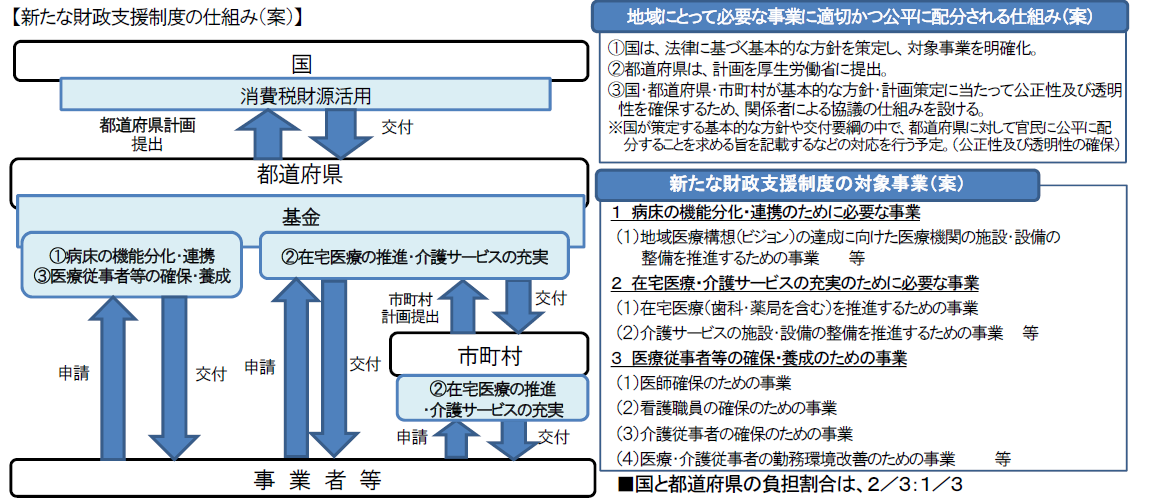 【新たな財政支援制度の仕組み（案）】
国
消費税財源活用
都道府県計画
提出
交付
都道府県
基金
①病床の機能分化・連携
③医療従事者等の確保・養成
②在宅医療の推進・介護サービスの充実
市町村
計画提出
交付
市町村
②在宅医療の推進
・介護サービスの充実
申請
交付
申請
交付
申請
交付
事業者等
地域にとって必要な事業に適切かつ公平に配分される仕組み（案）
①国は、法律に基づく基本的な方針を策定し、対象事業を明確化。
②都道府県は、計画を厚生労働省に提出。
③国・都道府県・市町村が基本的な方針・計画策定に当たって公正性及び透明
性を確保するため、関係者による協議の仕組みを設ける。
※国が策定する基本的な方針や交付要綱の中で、都道府県に対して官民に公平に配
分することを求める旨を記載するなどの対応を行う予定。（公正性及び透明性の確保）
新たな財政支援制度の対象事業（案）
１ 病床の機能分化・連携のために必要な事業
（１）地域医療構想（ビジョン）の達成に向けた医療機関の施設・設備の
整備を推進するための事業 等
２ 在宅医療・介護サービスの充実のために必要な事業
（１）在宅医療（歯科・薬局を含む）を推進するための事業
（２）介護サービスの施設・設備の整備を推進するための事業 等
３ 医療従事者等の確保・養成のための事業
（１）医師確保のための事業
（２）看護職員の確保のための事業
（３）介護従事者の確保のための事業
（４）医療・介護従事者の勤務環境改善のための事業 等
■国と都道府県の負担割合は、２／３：１／３